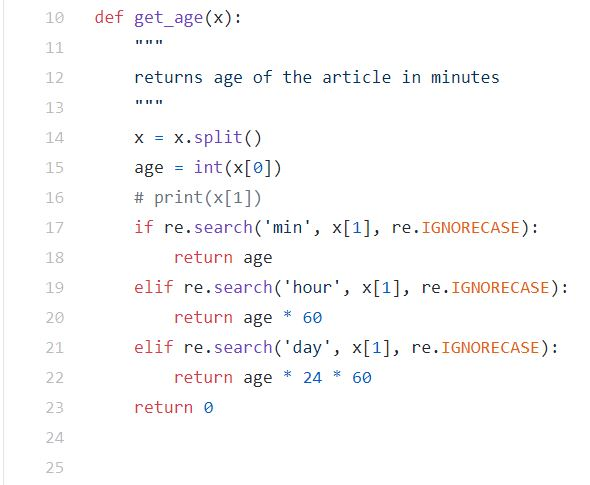 10 def get_age(x):
11     """
12     returns age of the article in minutes
13     """
14     x = x.split()
15     age = int(x[0])
16     # print(x[1])
17     if re.search('min', x[1], re.IGNORECASE):
18         return age
19     elif re.search('hour', x[1], re.IGNORECASE):
20         return age * 60
21     elif re.search('day', x[1], re.IGNORECASE):
22         return age * 24 * 60
23     return 0
24
25